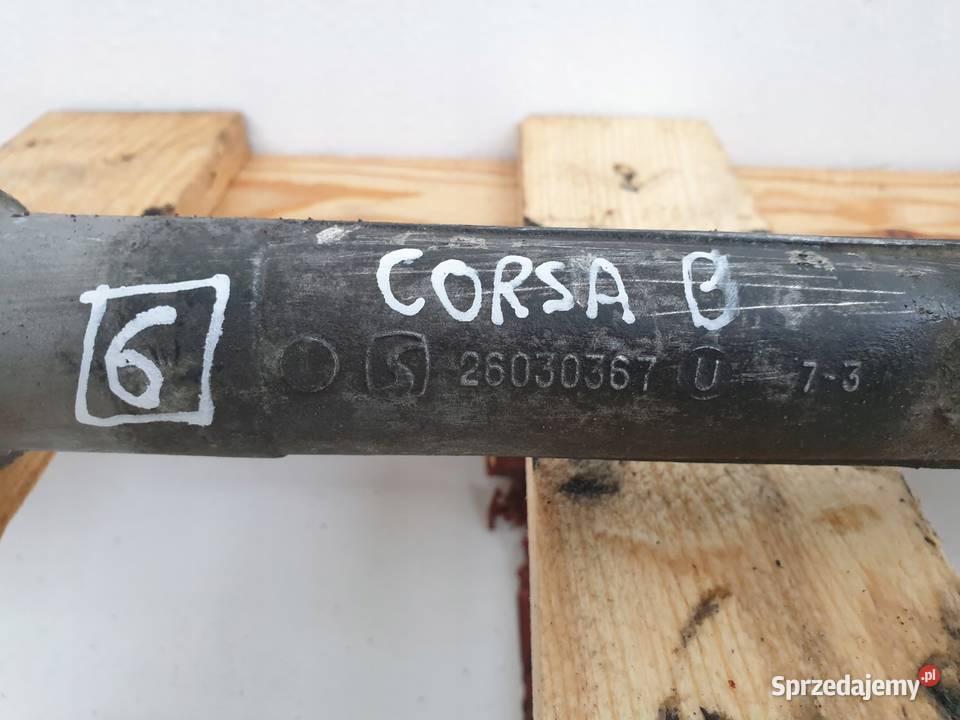 CORSA B
6
S 26030367 U 7-3
Sprzedajemy.pl